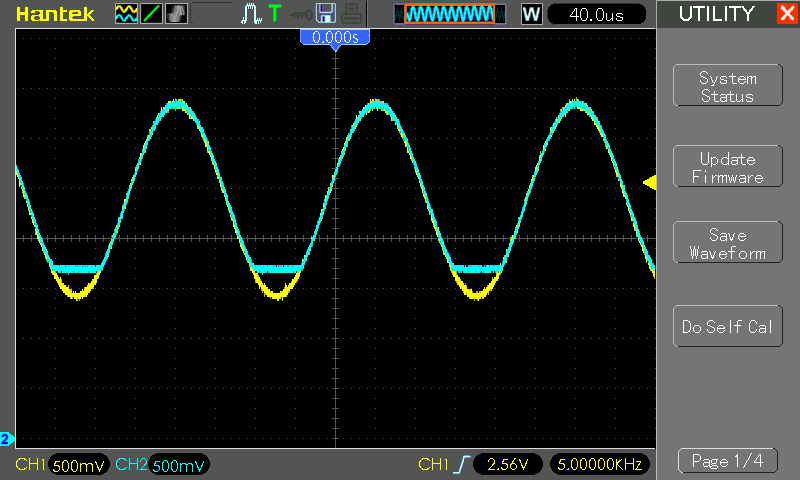 Hantek
T
W
40.0us
UTILITY
0.000s
System
Status
Update
Firmware
Save
Waveform
Do Self Cal
2
CH1 500mV CH2 500mV CH1 2.56V 5.00000KHz
Page 1/4